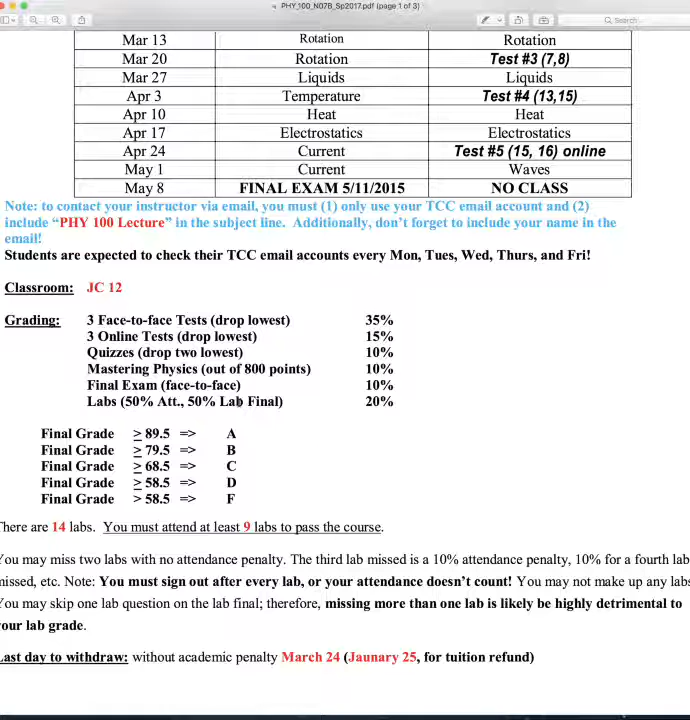 PHY_100_N07B_Sp2017.pdf (page 1 of 3)
Search
Mar 13 Rotation Rotation
Mar 20 Rotation Test #3 (7,8)
Mar 27 Liquids Liquids
Apr 3 Temperature Test #4 (13,15)
Apr 10 Heat Heat
Apr 17 Electrostatics Electrostatics
Apr 24 Current Test #5 (15, 16) online
May 1 Current Waves
May 8 FINAL EXAM 5/11/2015 NO CLASS
Note: to contact your instructor via email, you must (1) only use your TCC email account and (2)
include “PHY 100 Lecture” in the subject line. Additionally, don’t forget to include your name in the
email!
Students are expected to check their TCC email accounts every Mon, Tues, Wed, Thurs, and Fri!
Classroom: JC 12
Grading: 3 Face-to-face Tests (drop lowest) 35%
3 Online Tests (drop lowest) 15%
Quizzes (drop two lowest) 10%
Mastering Physics (out of 800 points) 10%
Final Exam (face-to-face) 10%
Labs (50% Att., 50% Lab Final) 20%
Final Grade ≥ 89.5 => A
Final Grade ≥ 79.5 => B
Final Grade ≥ 68.5 => C
Final Grade ≥ 58.5 => D
Final Grade > 58.5 => F
There are 14 labs. You must attend at least 9 labs to pass the course.
You may miss two labs with no attendance penalty. The third lab missed is a 10% attendance penalty, 10% for a fourth lab
missed, etc. Note: You must sign out after every lab, or your attendance doesn’t count! You may not make up any labs
You may skip one lab question on the lab final; therefore, missing more than one lab is likely be highly detrimental to
your lab grade.
Last day to withdraw: without academic penalty March 24 (Jaunary 25, for tuition refund)